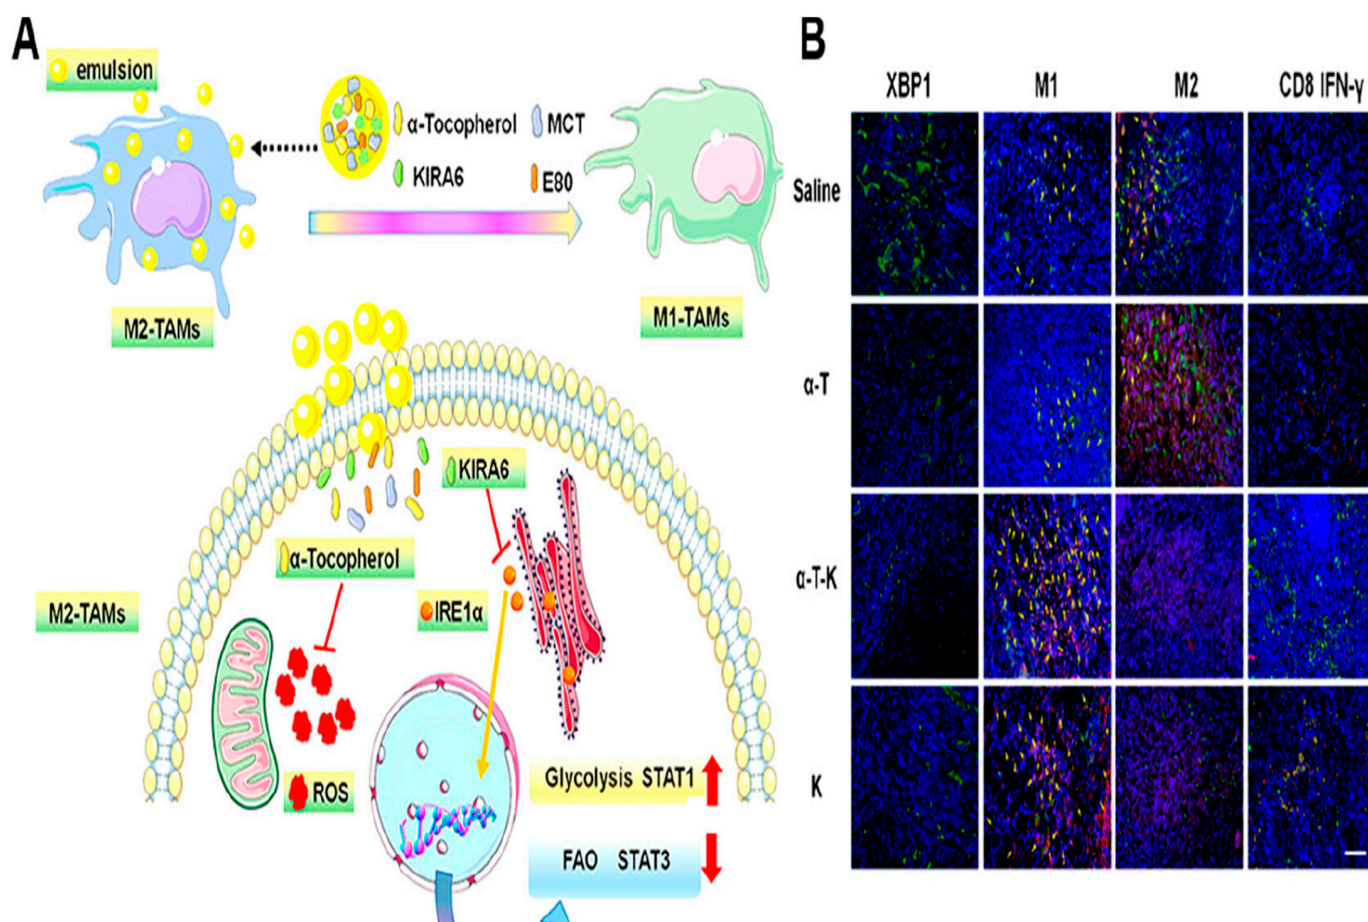 A
emulsion
α-Tocopherol
MCT
KIRA6
E80
M2-TAMs
M1-TAMs
KIRA6
α-Tocopherol
IRE1α
M2-TAMs
ROS
Glycolysis STAT1
FAO STAT3
B
XBP1
M1
M2
CD8 IFN-γ
Saline
α-T
α-T-K
K